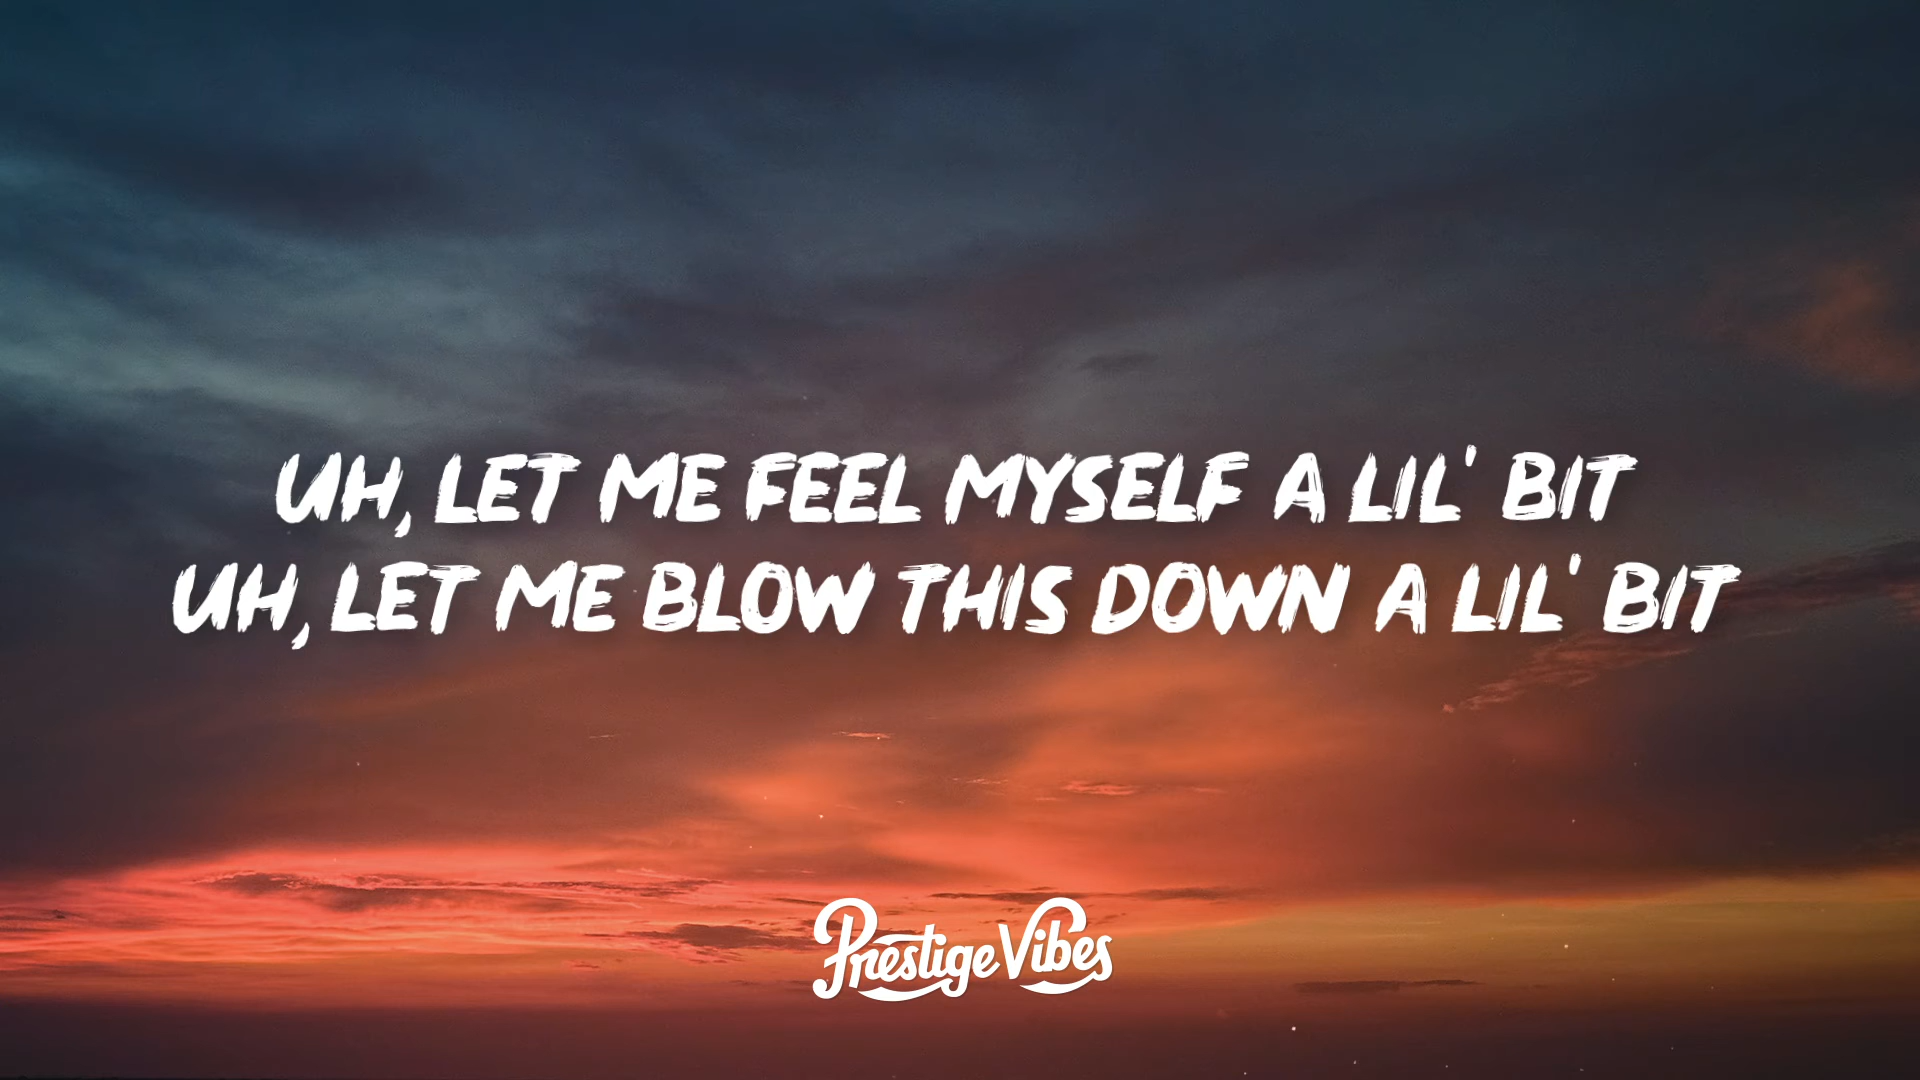 UH, LET ME FEEL MYSELF A LIL' BIT
UH, LET ME BLOW THIS DOWN A LIL' BIT
Prestige Vibes